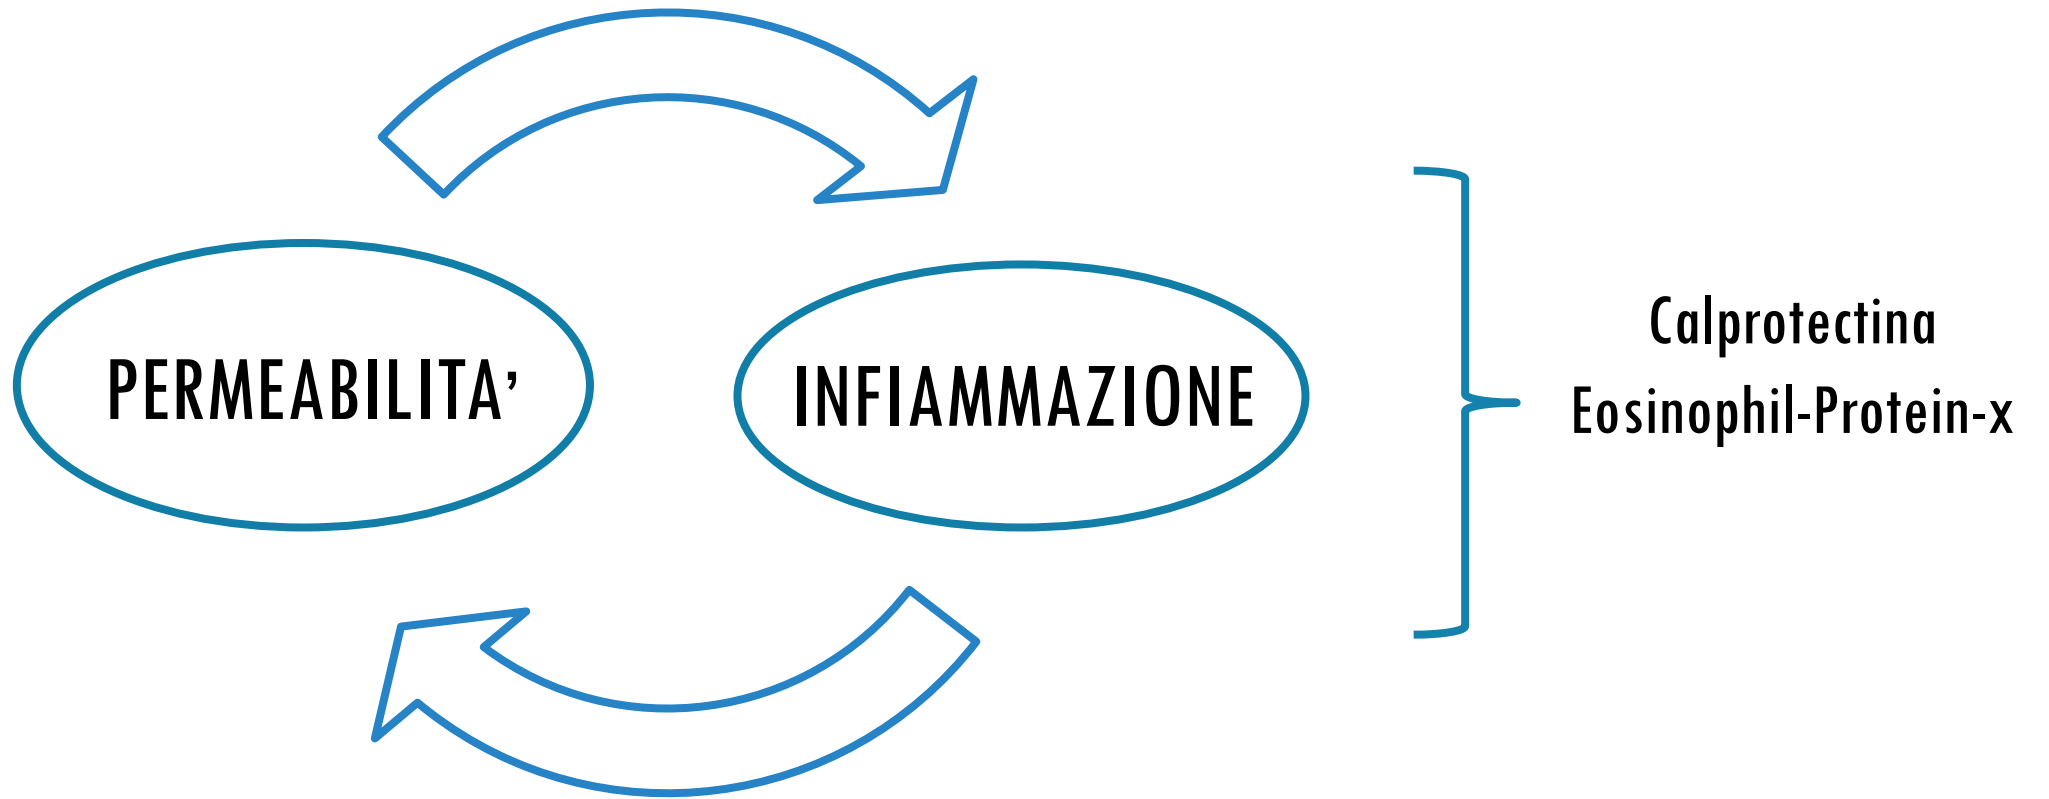 PERMEABILITA’
INFIAMMAZIONE
Calprotectina
Eosinophil-Protein-x